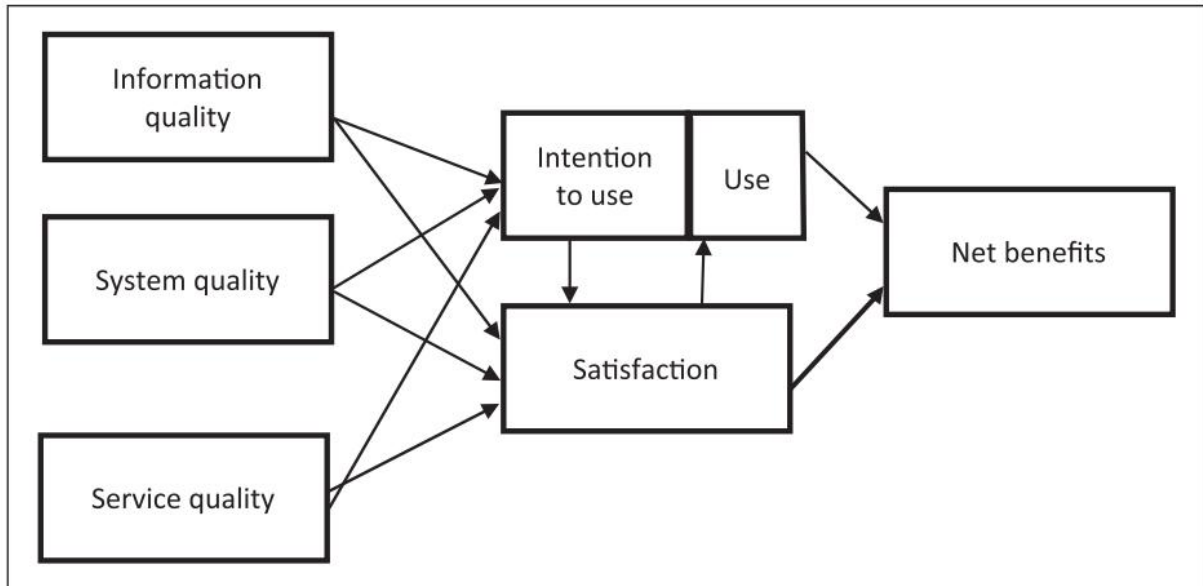 Information
quality
System quality
Service quality
Intention
to use
Use
Satisfaction
Net benefits